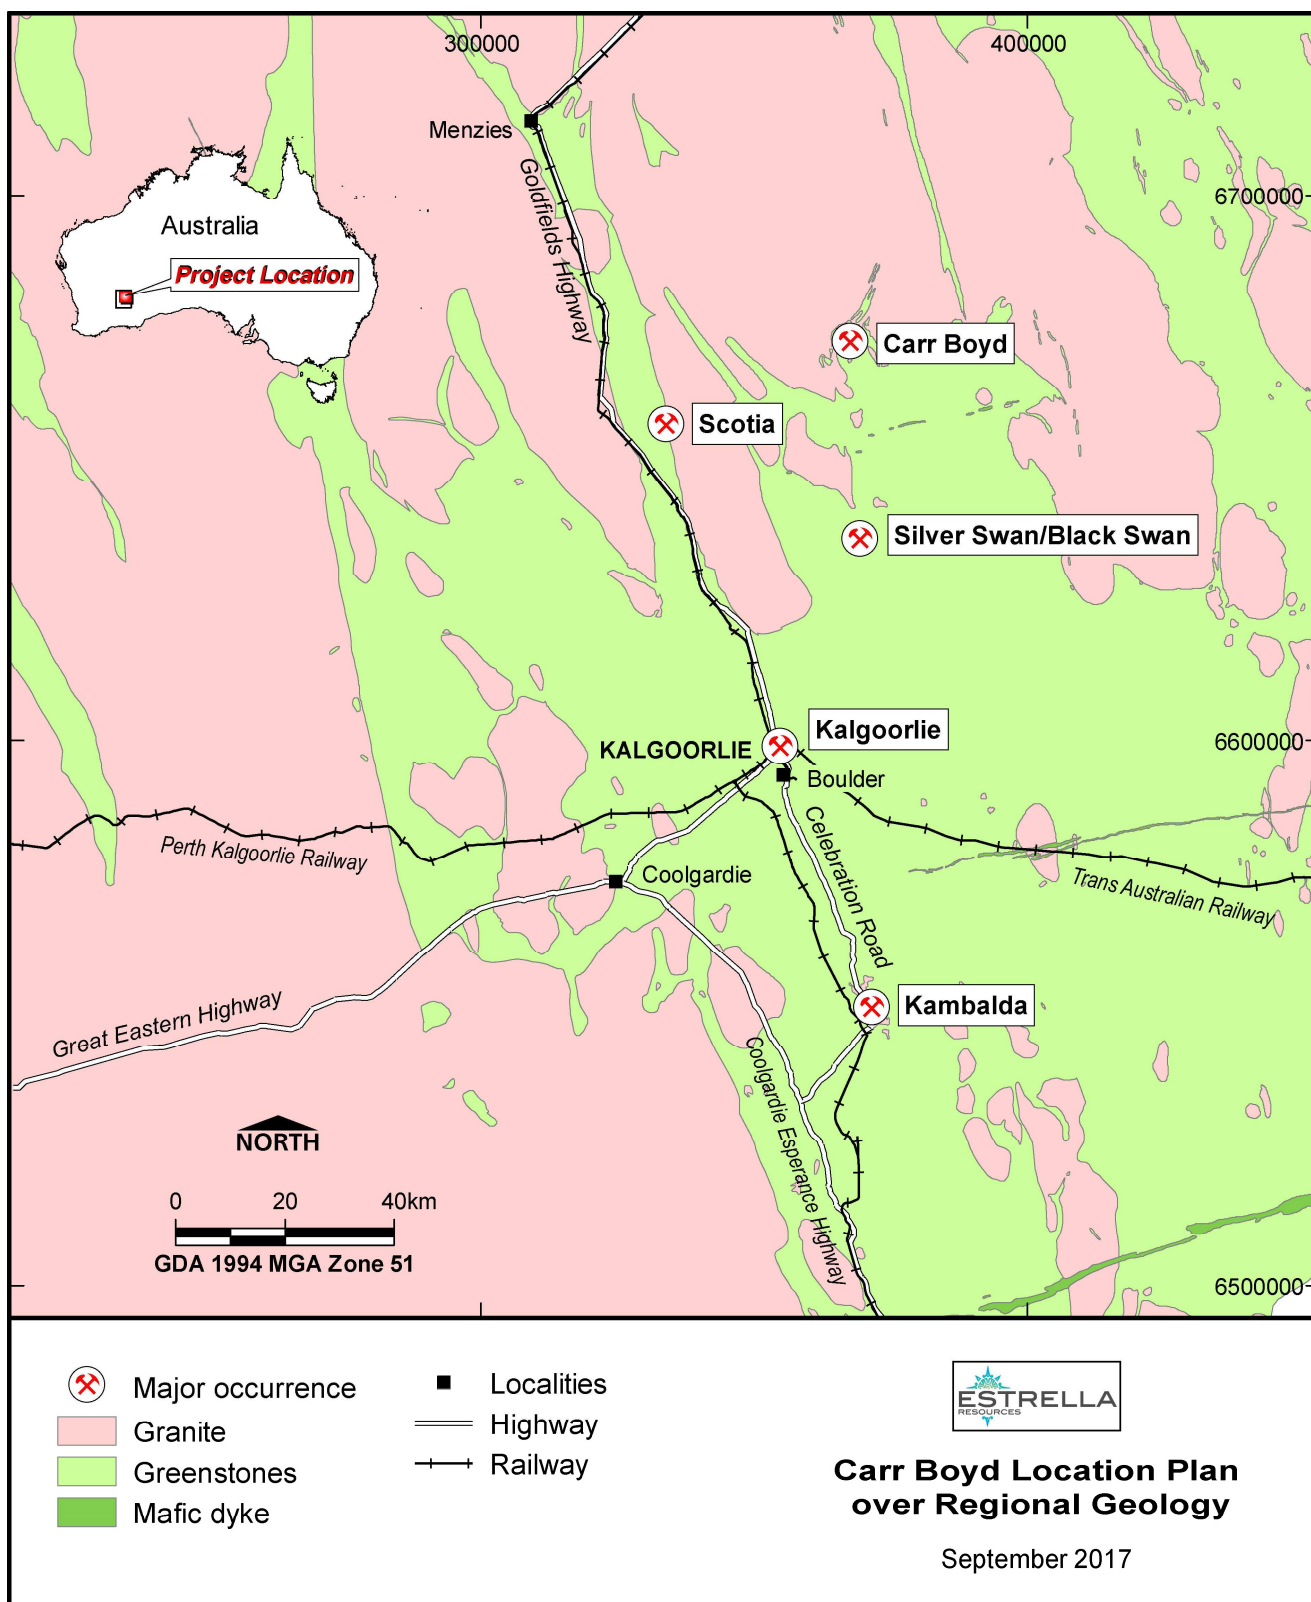 300000
400000
Menzies
Goldfields Highway
6700000
Australia
Project Location
Carr Boyd
Scotia
Silver Swan/Black Swan
Kalgoorlie
KALGOORLIE
6600000
Boulder
Celebration Road
Perth Kalgoorlie Railway
Coolgardie
Trans Australian Railway
Great Eastern Highway
Kambalda
Coolgardie Esperance Highway
NORTH
0 20 40km
GDA 1994 MGA Zone 51
6500000
Major occurrence
Granite
Greenstones
Mafic dyke
Localities
Highway
Railway
ESTRELLA
RESOURCES
Carr Boyd Location Plan
over Regional Geology
September 2017